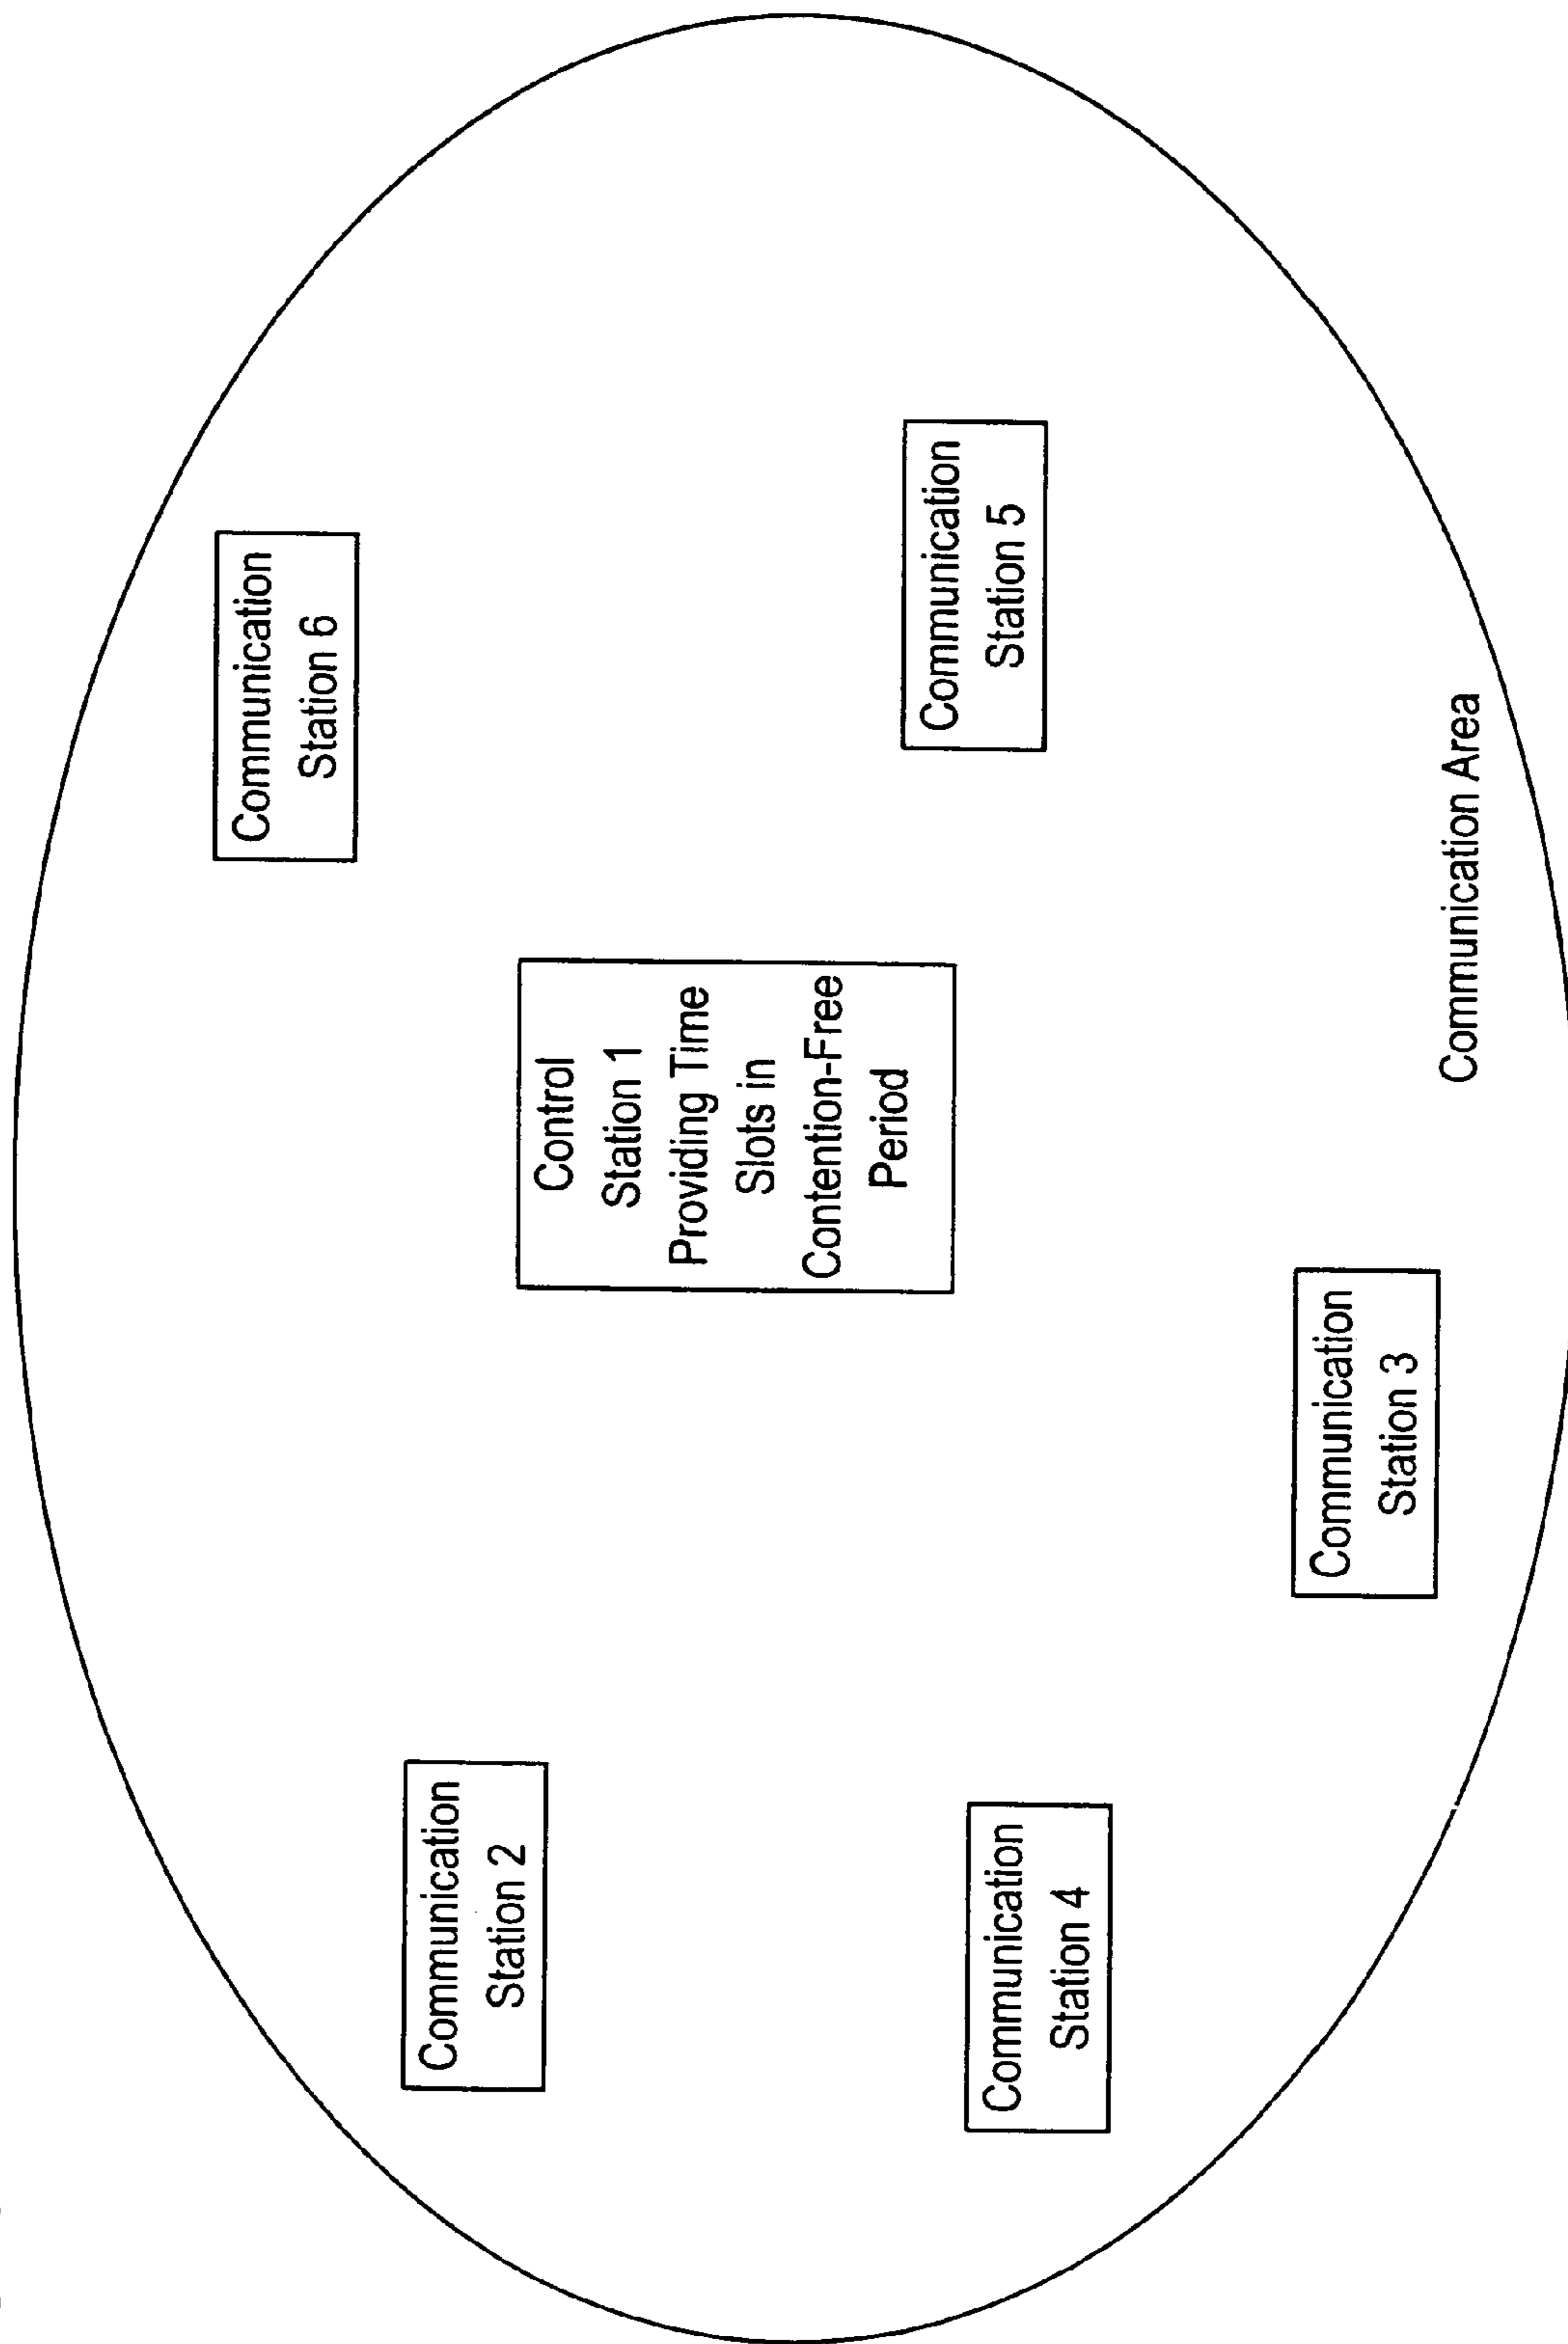 Communication
Station 6
Communication
Station 2
Control
Station 1
Providing Time
Slots in
Contention-Free
Period
Communication
Station 5
Communication
Station 4
Communication
Station 3
Communication Area